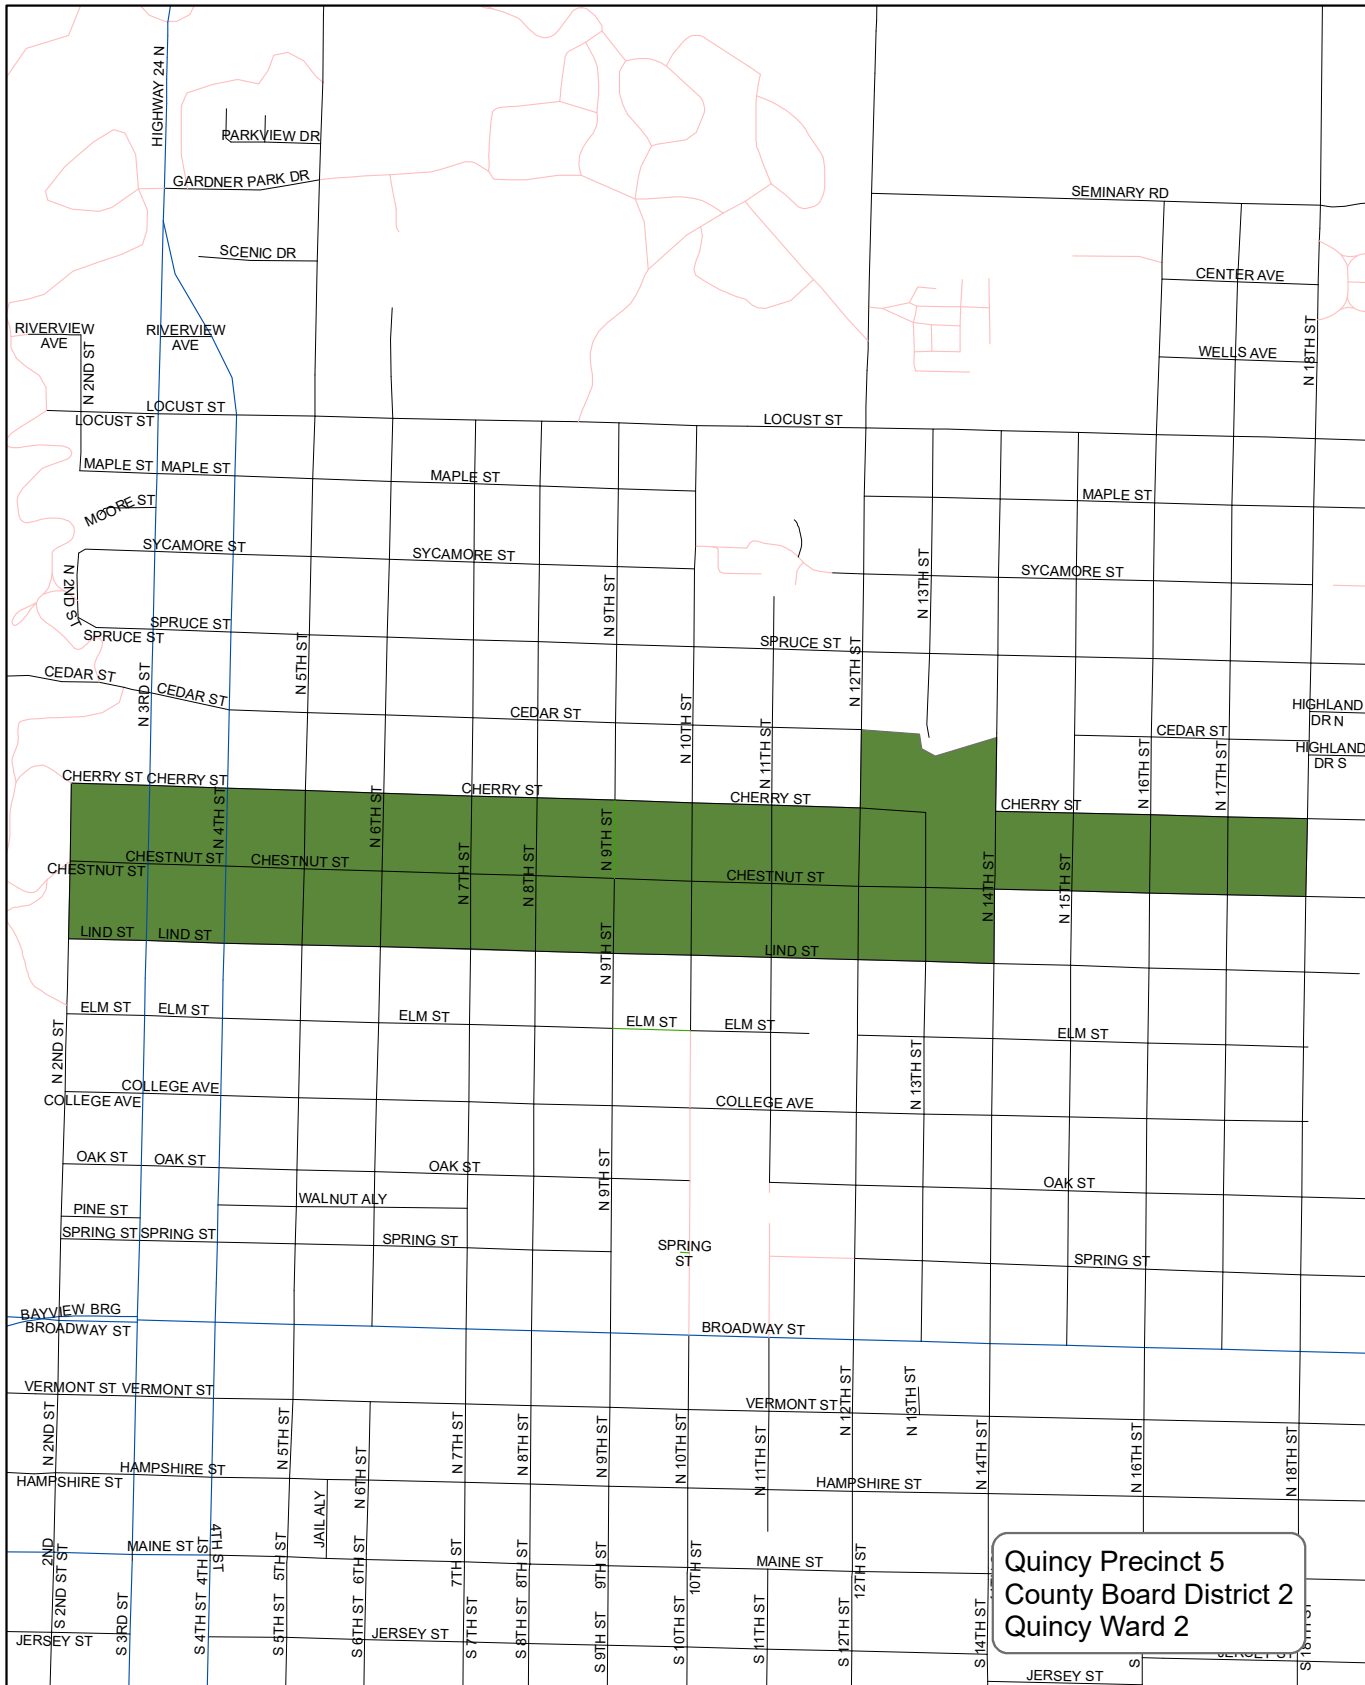 HIGHWAY 24 N
PARKVIEW DR
GARDNER PARK DR
SEMINARY RD
SCENIC DR
CENTER AVE
RIVERVIEW
AVE
RIVERVIEW
AVE
N 2ND ST
WELLS AVE
N 18TH ST
LOCUST ST
LOCUST ST
LOCUST ST
MAPLE ST
MAPLE ST
MAPLE ST
MAPLE ST
MOORE ST
SYCAMORE ST
SYCAMORE ST
SYCAMORE ST
N 2ND ST
N 9TH ST
N 13TH ST
SPRUCE ST
SPRUCE ST
SPRUCE ST
N 5TH ST
N 12TH ST
CEDAR ST
N 3RD ST
CEDAR ST
CEDAR ST
N 10TH ST
N 11TH ST
CEDAR ST
HIGHLAND
DR N
HIGHLAND
DR S
N 16TH ST
N 17TH ST
CHERRY ST
CHERRY ST
CHERRY ST
CHERRY ST
CHERRY ST
N 4TH ST
N 6TH ST
N 9TH ST
CHESTNUT ST
CHESTNUT ST
CHESTNUT ST
CHESTNUT ST
N 7TH ST
N 8TH ST
N 14TH ST
N 15TH ST
LIND ST
LIND ST
LIND ST
N 9TH ST
ELM ST
ELM ST
ELM ST
ELM ST
ELM ST
ELM ST
N 2ND ST
N 13TH ST
COLLEGE AVE
COLLEGE AVE
COLLEGE AVE
OAK ST
OAK ST
OAK ST
OAK ST
N 9TH ST
WALNUT ALY
PINE ST
SPRING ST
SPRING ST
SPRING ST
SPRING
ST
SPRING ST
BAYVIEW BRG
BROADWAY ST
BROADWAY ST
VERMONT ST
VERMONT ST
VERMONT ST
N 12TH ST
N 13TH ST
N 2ND ST
N 5TH ST
N 6TH ST
N 7TH ST
N 8TH ST
N 9TH ST
N 10TH ST
N 11TH ST
N 14TH ST
N 16TH ST
N 18TH ST
HAMPSHIRE ST
HAMPSHIRE ST
HAMPSHIRE ST
JAIL ALY
MAINE ST
MAINE ST
2ND
ST
4TH ST
4TH ST
5TH ST
6TH ST
7TH ST
8TH ST
9TH ST
10TH ST
12TH ST
S 2ND ST
S 3RD ST
S 4TH ST
S 5TH ST
S 6TH ST
S 7TH ST
S 8TH ST
S 9TH ST
S 10TH ST
S 11TH ST
S 12TH ST
S 14TH ST
JERSEY ST
JERSEY ST
JERSEY ST
Quincy Precinct 5
County Board District 2
Quincy Ward 2